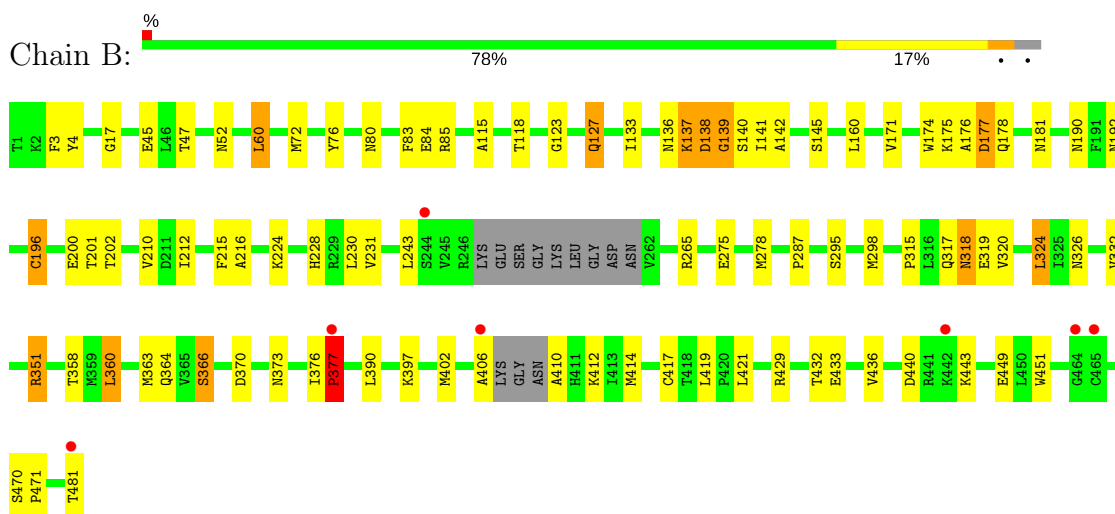 %
Chain B:
78% 17% • •
T1 K2 F3 Y4 G17 E45 L46 T47 N52 L60 M72 Y76 N80 F83 E84 R85 A115 T118 G123 Q127 I133 N136 K137 D138 G139 S140 I141 A142 S145 L160 V171 W174 K175 A176 D177 Q178 N181 N190 F191
C196 E200 T201 T202 V210 D211 I212 F215 A216 K224 H228 R229 L230 V231 L243 S244 V245 R246 LYS GLU SER GLY LYS LEU GLY ASP ASN V262 R265 E275 M278 P287 S295 M298 P315 L316 Q317 N318 E319 V320 L324 I325 N326
R351 T358 M359 L360 M363 Q364 V365 S366 D370 N373 I376 P377 L390 K397 M402 A406 LYS GLY ASN A410 H411 K412 I413 M414 C417 T418 L419 P420 L421 R429 T432 E433 V436 D440 R441 K442 K443 E449 L450 W451 G464 C465
S470 P471 T481